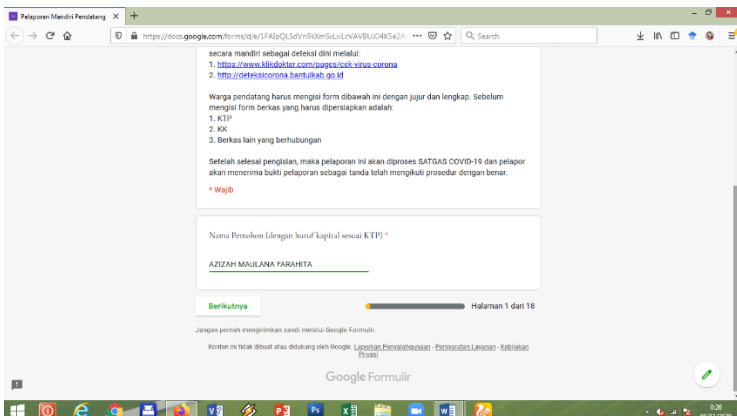 Pelaporan Mandiri Pendatang
https://docs.google.com/forms/d/e/
Search
secara mandiri sebagai deteksi dini melalui:
1. https://www.klikdokter.com/pages/cek-virus-corona
2. http://deteksicorona.bantulkab.go.id
Warga pendatang harus mengisi form dibawah ini dengan jujur dan lengkap. Sebelum
mengisi form berkas yang harus dipersiapkan adalah:
1. KTP
2. KK
3. Berkas lain yang berhubungan
Setelah selesai pengisian, maka pelaporan ini akan diproses SATGAS COVID-19 dan pelapor
akan menerima bukti pelaporan sebagai tanda telah mengikuti prosedur dengan benar.
* Wajib
Nama Pemohon (dengan huruf kapital sesuai KTP) *
AZIZAH MAULANA FARAHITA
Berikutnya
Halaman 1 dari 18
Jangan pernah mengirimkan sandi melalui Google Formulir.
Konten ini tidak dibuat atau didukung oleh Google. Laporkan Penyalahgunaan - Persyaratan Layanan - Kebijakan
Privasi
Google Formulir
0:26